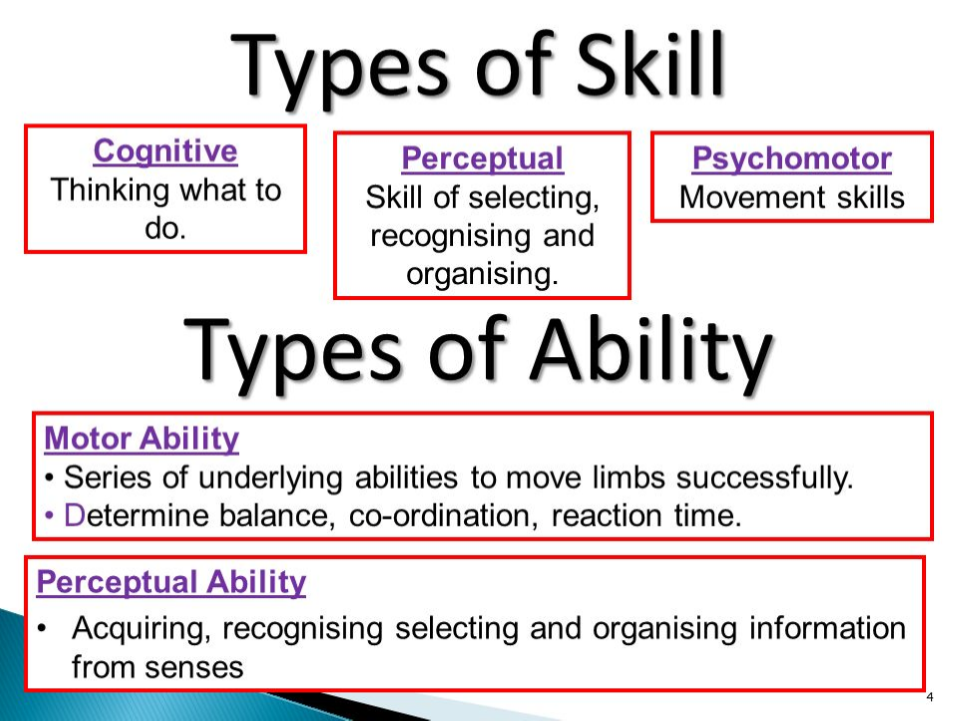 Types of Skill
Cognitive
Thinking what to
do.
Perceptual
Skill of selecting,
recognising and
organising.
Psychomotor
Movement skills
Types of Ability
Motor Ability
• Series of underlying abilities to move limbs successfully.
• Determine balance, co-ordination, reaction time.
Perceptual Ability
• Acquiring, recognising selecting and organising information
from senses
4